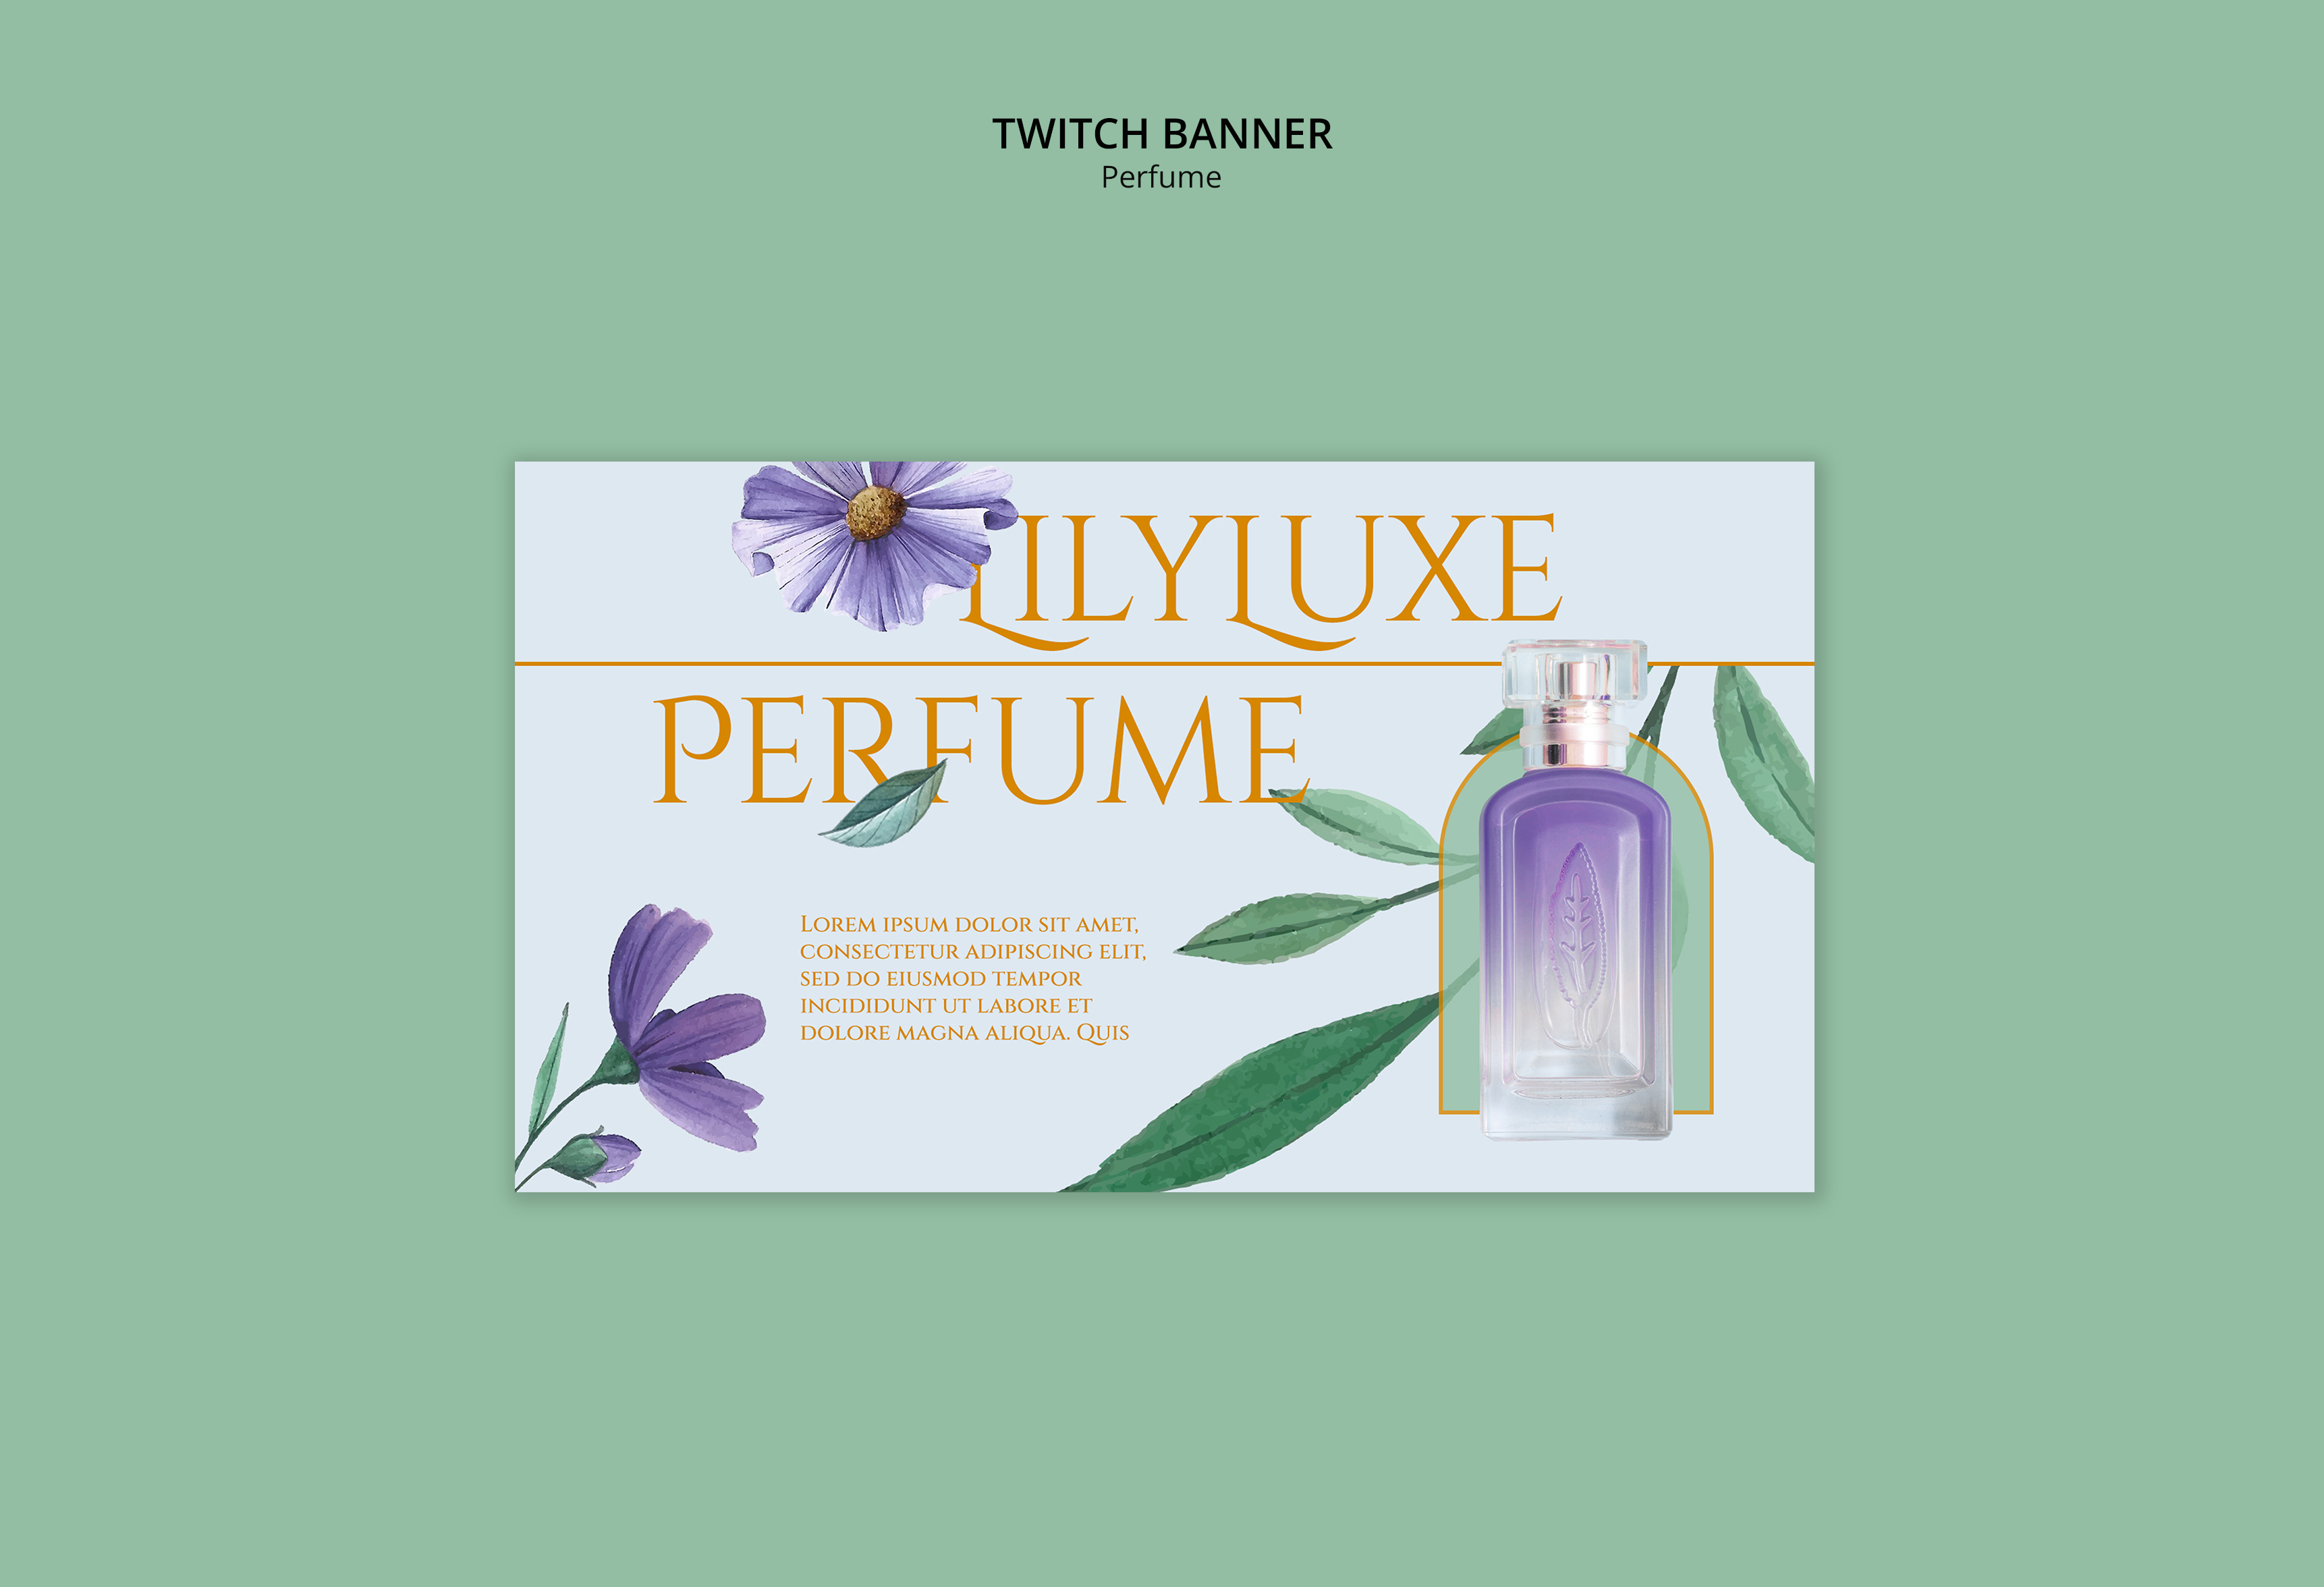 TWITCH BANNER
Perfume
LILYLUXE
PERFUME
Lorem ipsum dolor sit amet,
consectetur adipiscing elit,
sed do eiusmod tempor
incididunt ut labore et
dolore magna aliqua. Quis